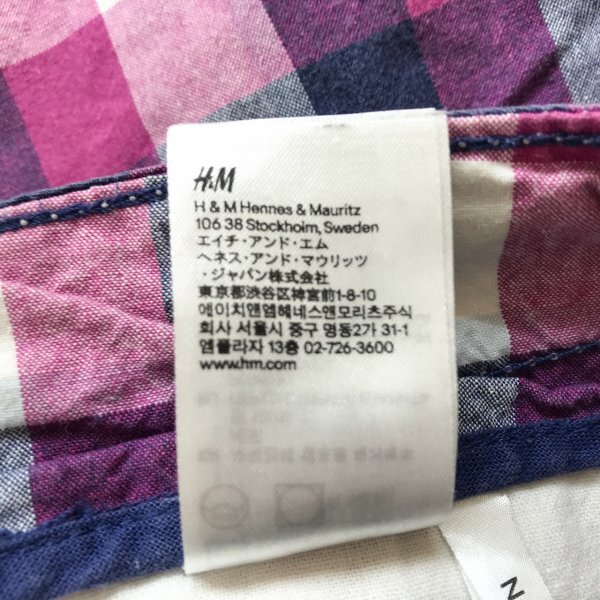 H&M
H & M Hennes & Mauritz
106 38 Stockholm, Sweden
エイチ・アンド・エム
ヘネス・アンド・マウリッツ
・ジャパン株式会社
東京都渋谷区神宮前1-8-10
에이치앤엠헤네스앤모리츠주식
회사 서울시 중구 명동2가 31-1
엠플라자 13층 02-726-3600
www.hm.com